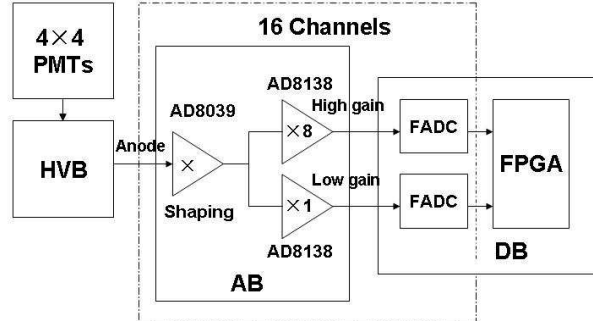 4×4
PMTs
HVB
Anode
16 Channels
AD8039
×
Shaping
AD8138
High gain
×8
Low gain
×1
AD8138
AB
FADC
FADC
FPGA
DB